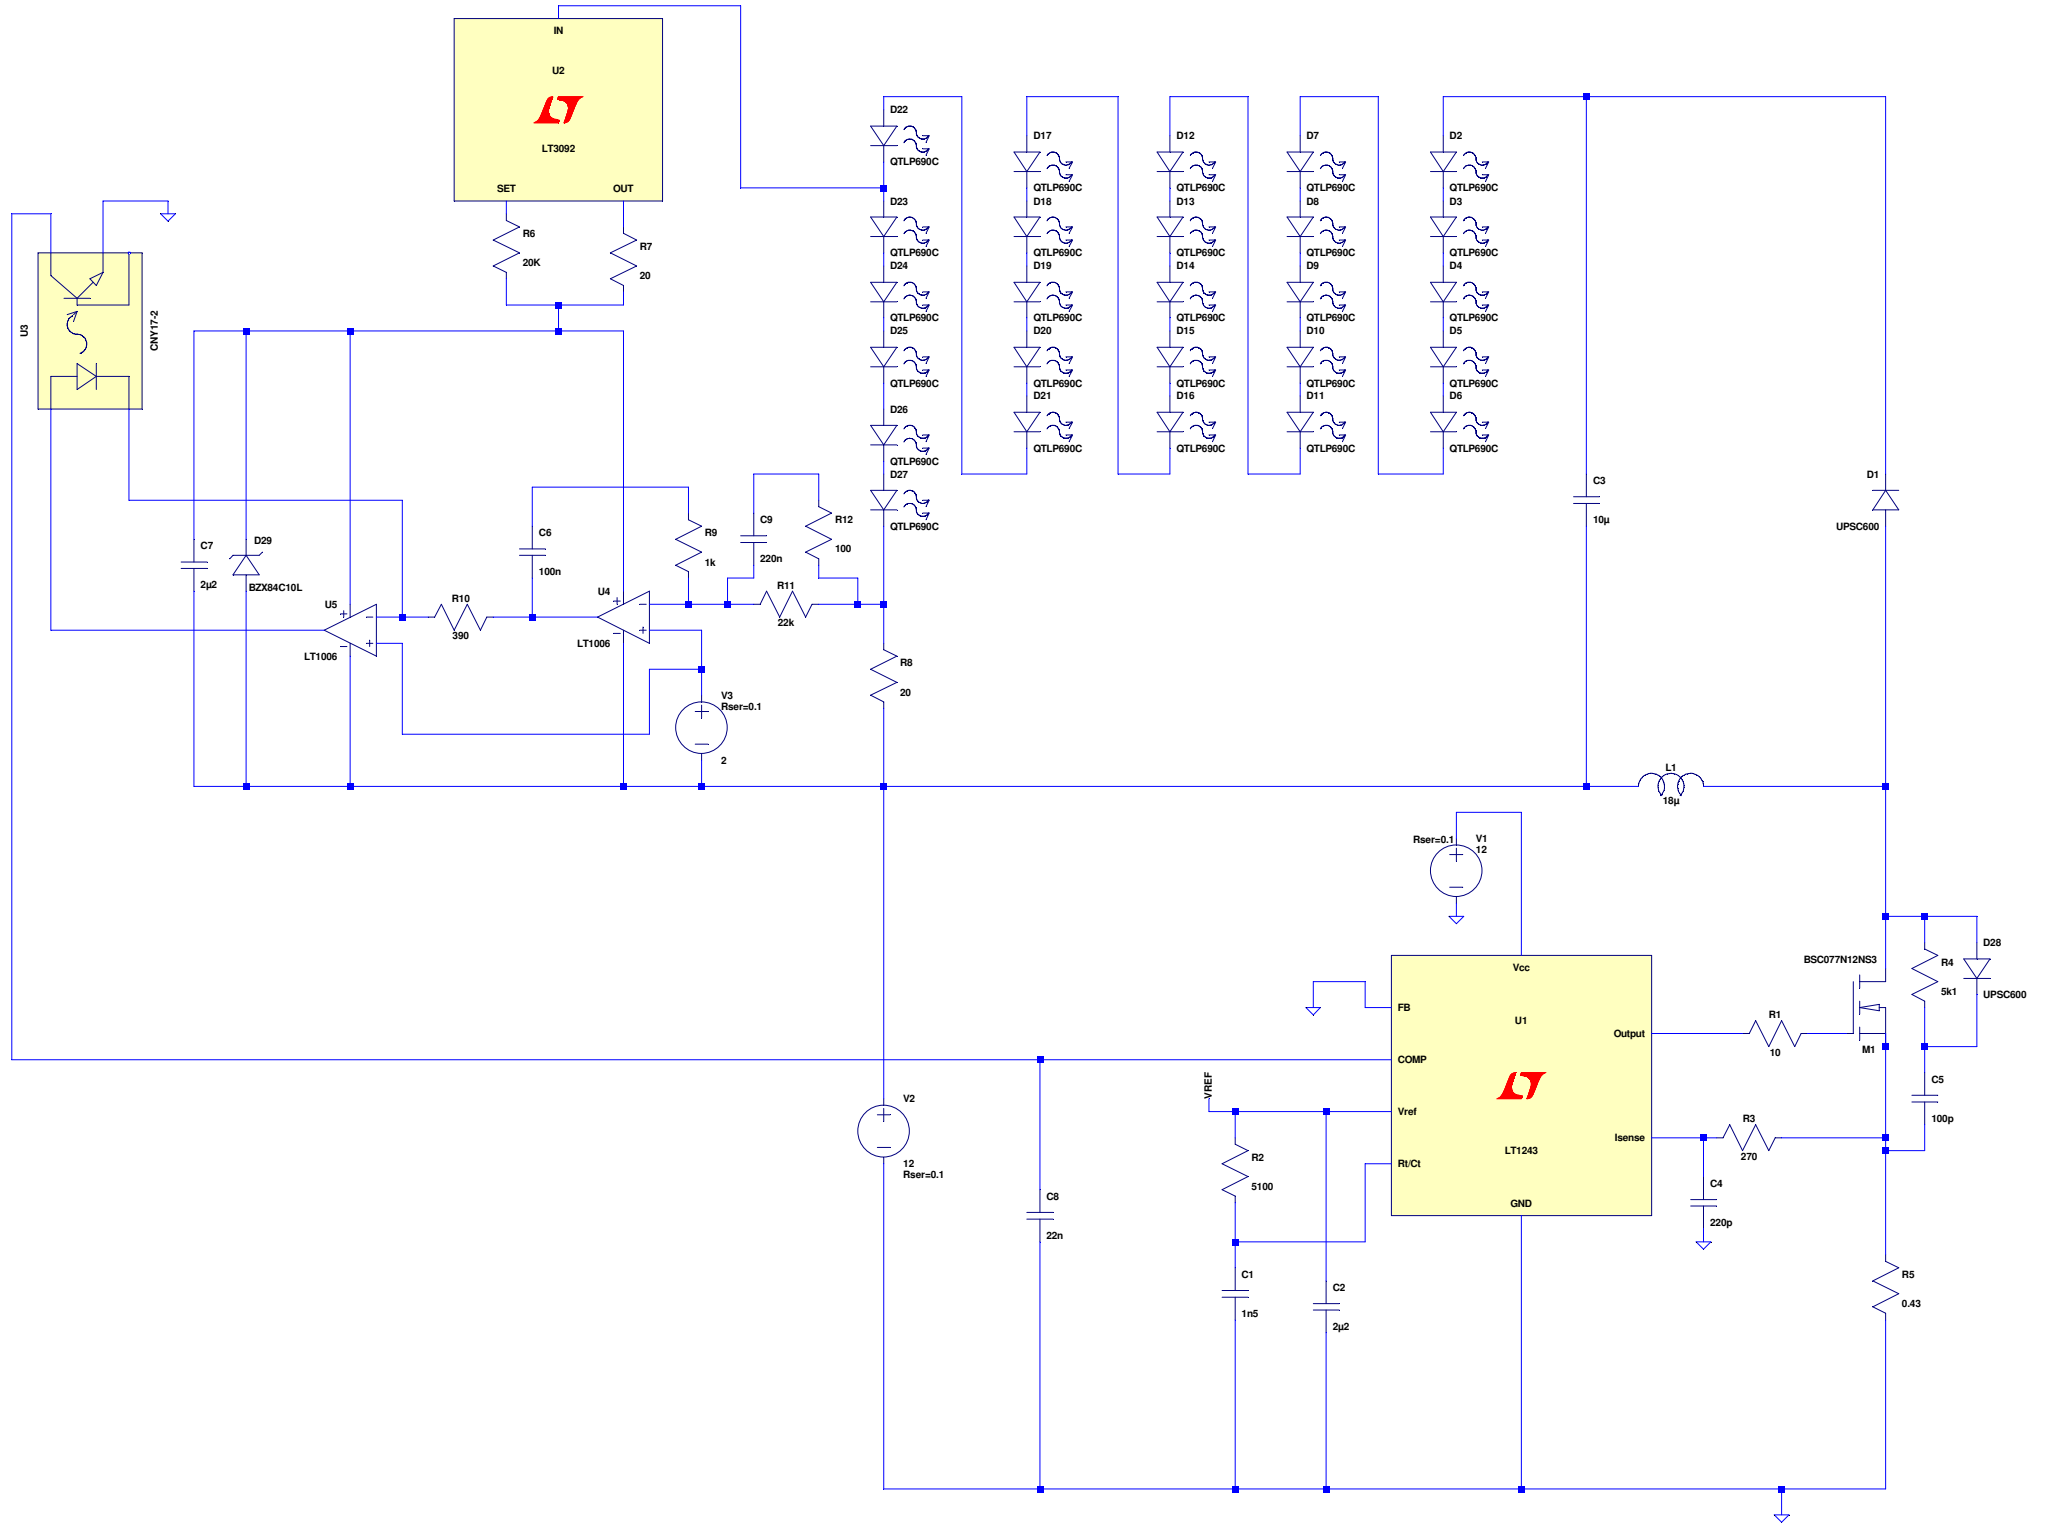 IN
U2
LT3092
SET
OUT
R6
20K
R7
20
U3
CNY17-2
D22
QTLP690C
D23
QTLP690C
D24
QTLP690C
D25
QTLP690C
D26
QTLP690C
D27
QTLP690C
D17
QTLP690C
D18
QTLP690C
D19
QTLP690C
D20
QTLP690C
D21
QTLP690C
D12
QTLP690C
D13
QTLP690C
D14
QTLP690C
D15
QTLP690C
D16
QTLP690C
D7
QTLP690C
D8
QTLP690C
D9
QTLP690C
D10
QTLP690C
D11
QTLP690C
D2
QTLP690C
D3
QTLP690C
D4
QTLP690C
D5
QTLP690C
D6
QTLP690C
C3
10µ
D1
UPSC600
C7
2µ2
D29
BZX84C10L
U5
LT1006
R10
390
C6
100n
U4
LT1006
R9
1k
C9
220n
R12
100
R11
22k
R8
20
V3
Rser=0.1
2
L1
18µ
Rser=0.1
V1
12
Vcc
FB
U1
Output
COMP
Vref
Isense
LT1243
Rt/Ct
GND
BSC077N12NS3
M1
R1
10
R4
5k1
D28
UPSC600
C5
100p
R3
270
C4
220p
R5
0.43
VREF
R2
5100
C1
1n5
C2
2µ2
V2
12
Rser=0.1
C8
22n